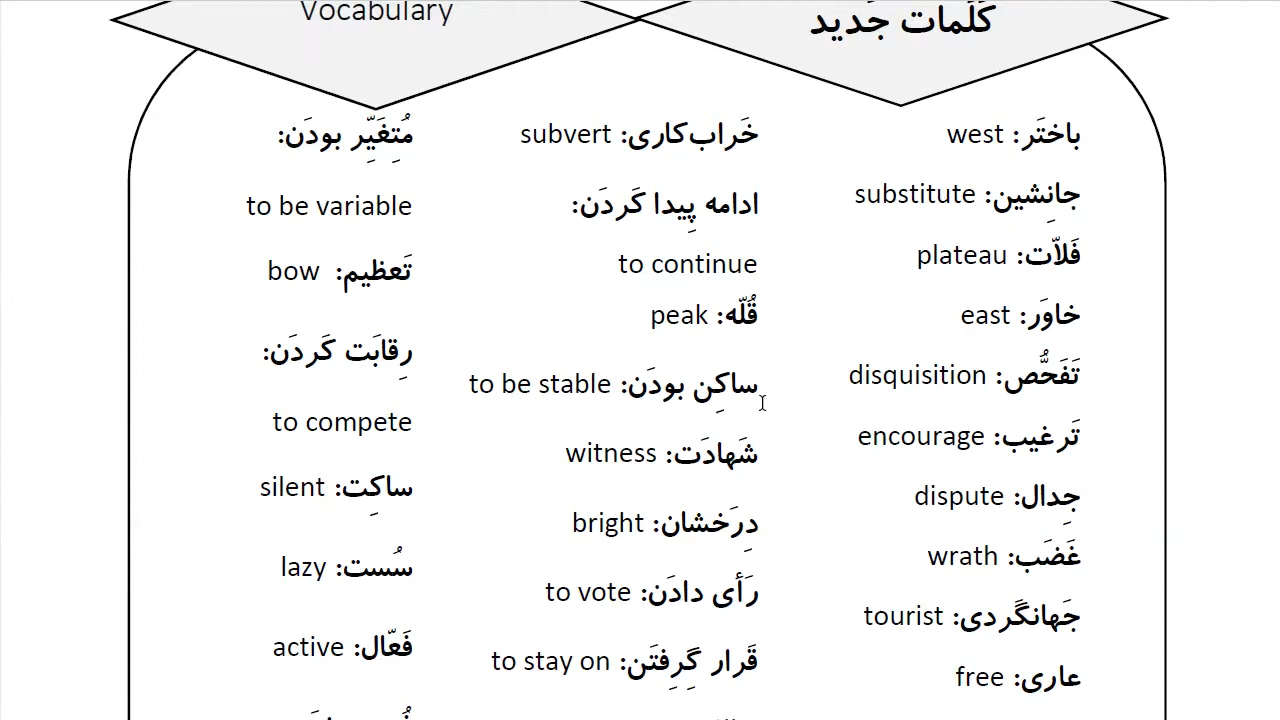 Vocabulary
کَلَمات جَدید
باختَر: west
جانِشین: substitute
فَلاّت: plateau
خاوَر: east
تَفَحُّص: disquisition
تَرغیب: encourage
جِدال: dispute
غَضَب: wrath
جَهانگَردی: tourist
عاری: free
خَراب‌کاری: subvert
ادامه پِیدا کَردَن:
to continue
قُلّه: peak
ساکِن بودَن: to be stable
شَهادَت: witness
دِرَخشان: bright
رَأی دادَن: to vote
قَرار گِرِفتَن: to stay on
مُتِغَیِّر بودَن:
to be variable
تَعظیم: bow
رِقابَت کَردَن:
to compete
ساکِت: silent
سُست: lazy
فَعّال: active